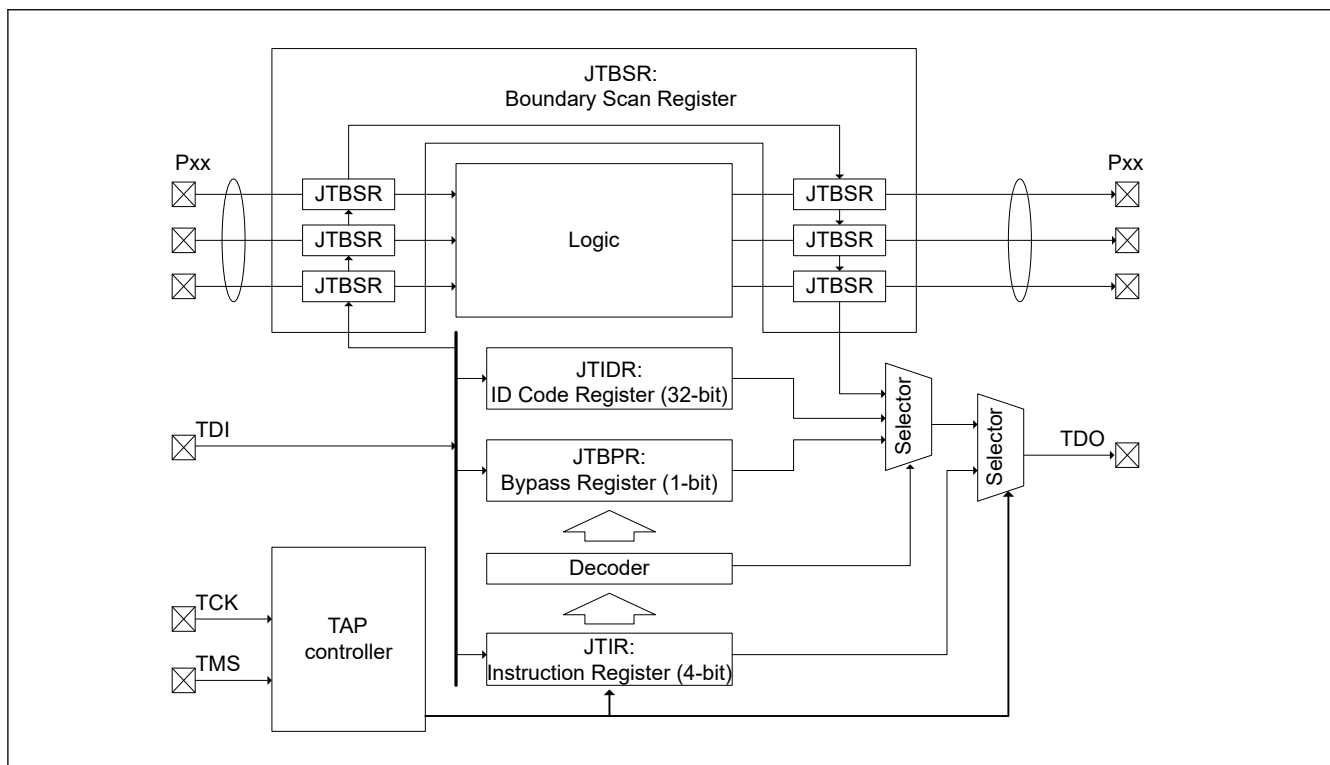 JTBSR:
Boundary Scan Register
Pxx
Pxx
JTBSR
JTBSR
JTBSR
JTBSR
JTBSR
JTBSR
Logic
JTIDR:
ID Code Register (32-bit)
Selector
Selector
TDI
TDO
JTBPR:
Bypass Register (1-bit)
Decoder
TCK
TMS
TAP
controller
JTIR:
Instruction Register (4-bit)